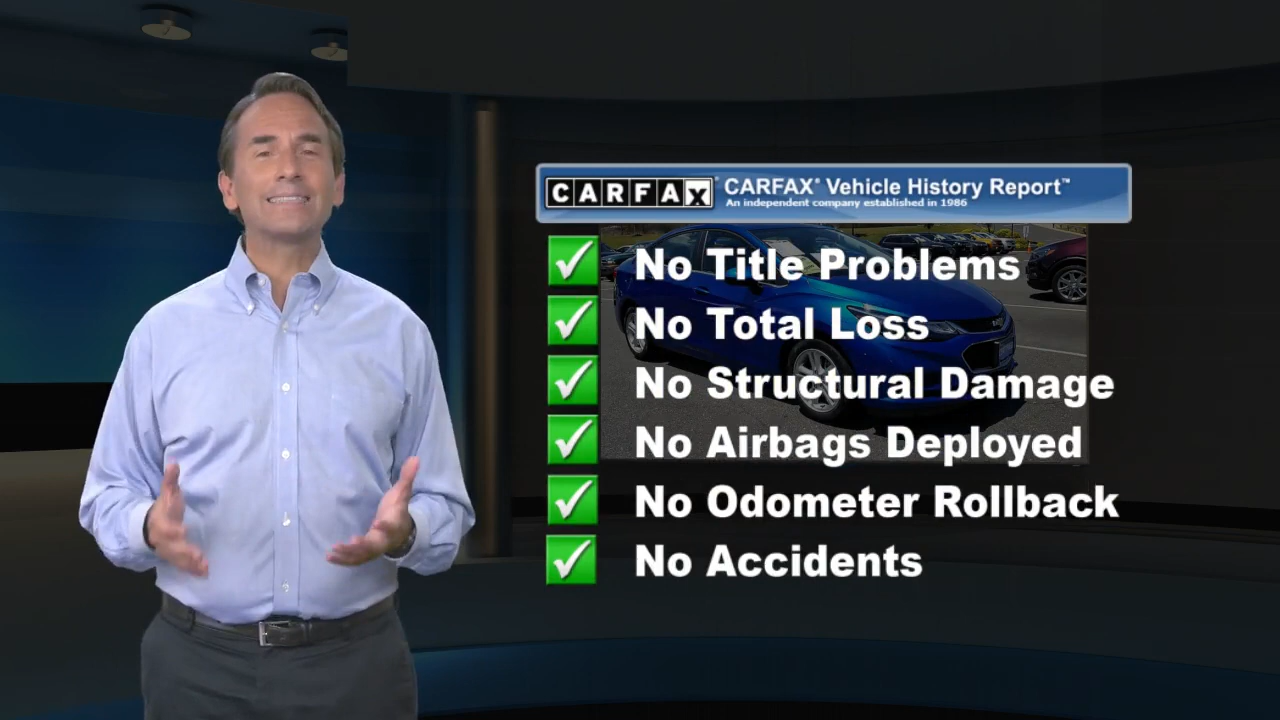 CARFAX
CARFAX® Vehicle History Report™
An independent company established in 1986
No Title Problems
No Total Loss
No Structural Damage
No Airbags Deployed
No Odometer Rollback
No Accidents